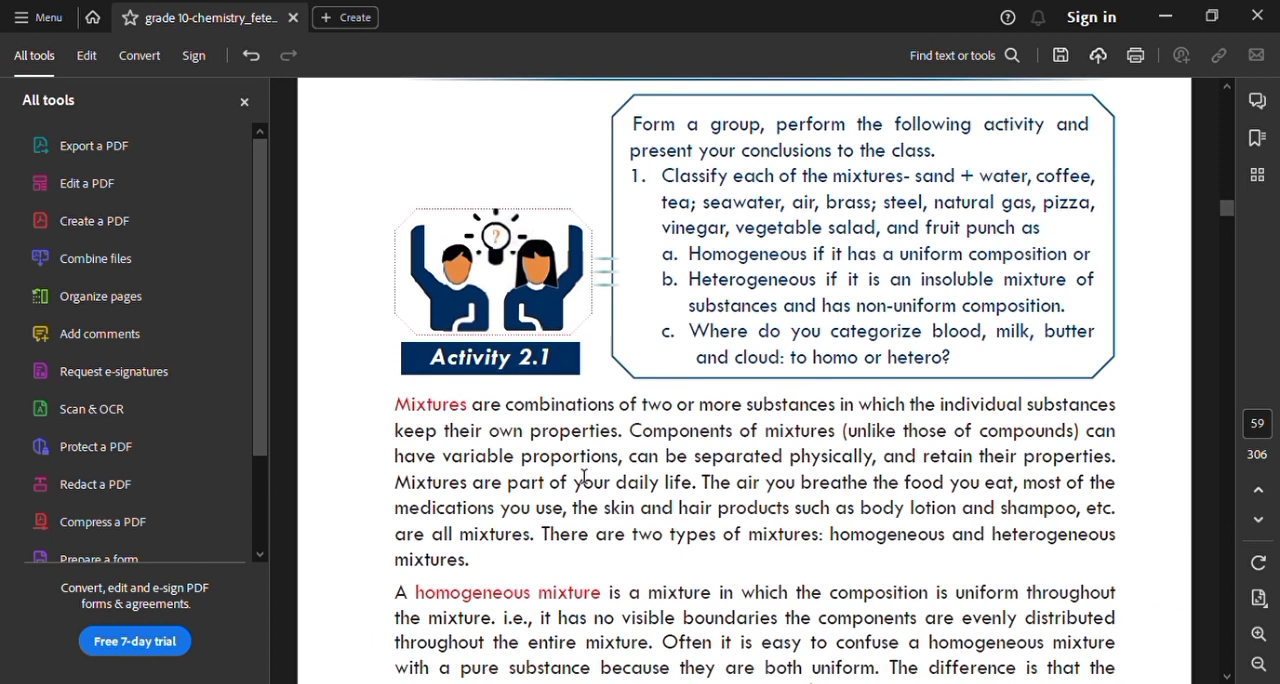 Menu
grade 10-chemistry_fete...
Create
Sign in
All tools
Edit
Convert
Sign
Find text or tools
All tools
Export a PDF
Edit a PDF
Create a PDF
Combine files
Organize pages
Add comments
Request e-signatures
Scan & OCR
Protect a PDF
Redact a PDF
Compress a PDF
Prepare a form
Convert, edit and e-sign PDF
forms & agreements.
Free 7-day trial
?
Activity 2.1
Form a group, perform the following activity and
present your conclusions to the class.
1. Classify each of the mixtures- sand + water, coffee,
tea; seawater, air, brass; steel, natural gas, pizza,
vinegar, vegetable salad, and fruit punch as
a. Homogeneous if it has a uniform composition or
b. Heterogeneous if it is an insoluble mixture of
substances and has non-uniform composition.
c. Where do you categorize blood, milk, butter
and cloud: to homo or hetero?
Mixtures are combinations of two or more substances in which the individual substances
keep their own properties. Components of mixtures (unlike those of compounds) can
have variable proportions, can be separated physically, and retain their properties.
Mixtures are part of your daily life. The air you breathe the food you eat, most of the
medications you use, the skin and hair products such as body lotion and shampoo, etc.
are all mixtures. There are two types of mixtures: homogeneous and heterogeneous
mixtures.
A homogeneous mixture is a mixture in which the composition is uniform throughout
the mixture. i.e., it has no visible boundaries the components are evenly distributed
throughout the entire mixture. Often it is easy to confuse a homogeneous mixture
with a pure substance because they are both uniform. The difference is that the
59
306